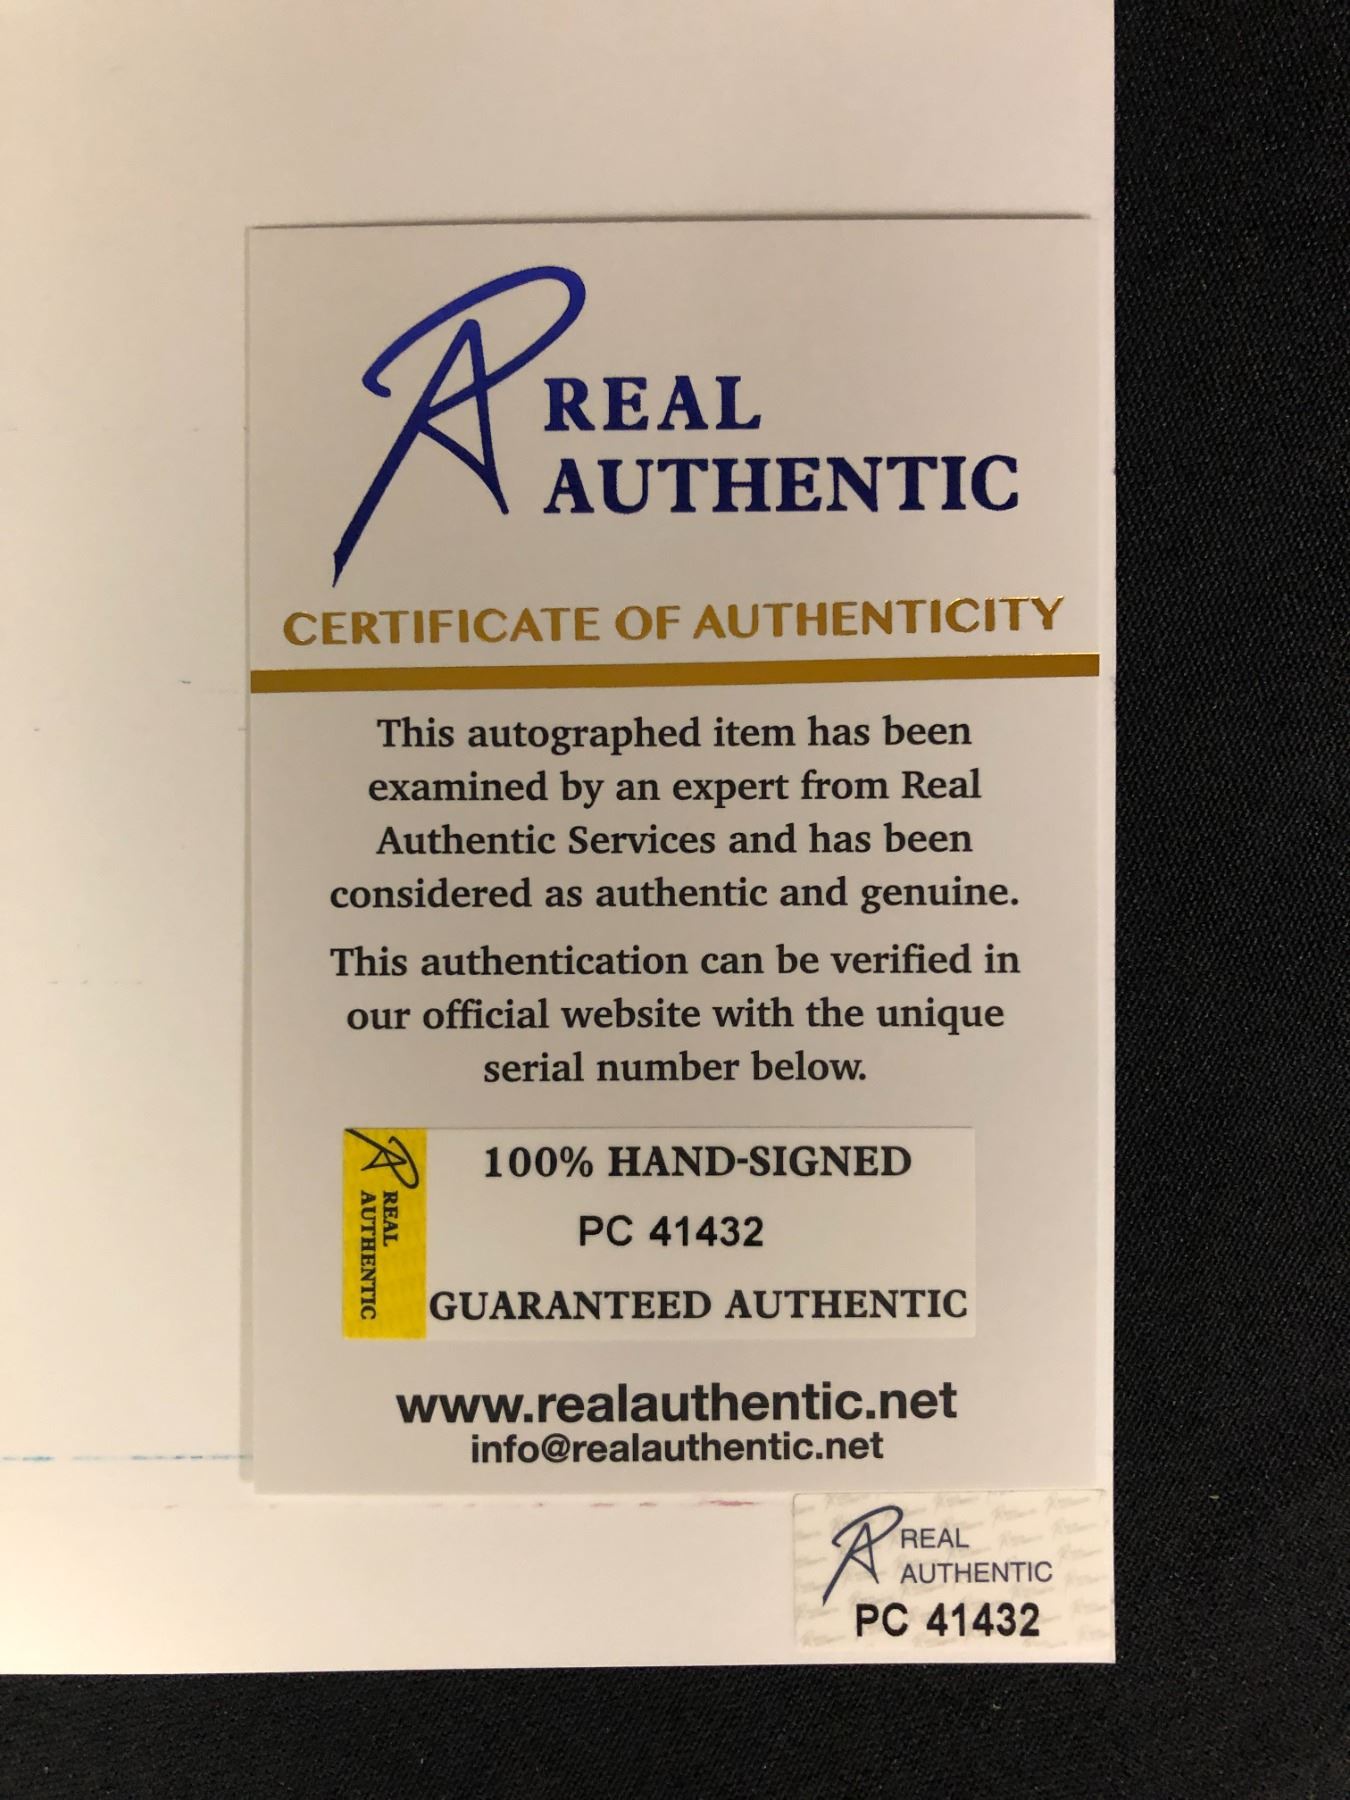 REAL
AUTHENTIC
CERTIFICATE OF AUTHENTICITY
This autographed item has been
examined by an expert from Real
Authentic Services and has been
considered as authentic and genuine.
This authentication can be verified in
our official website with the unique
serial number below.
REAL
AUTHENTIC
100% HAND-SIGNED
PC 41432
GUARANTEED AUTHENTIC
www.realauthentic.net
info@realauthentic.net
REAL
AUTHENTIC
PC 41432